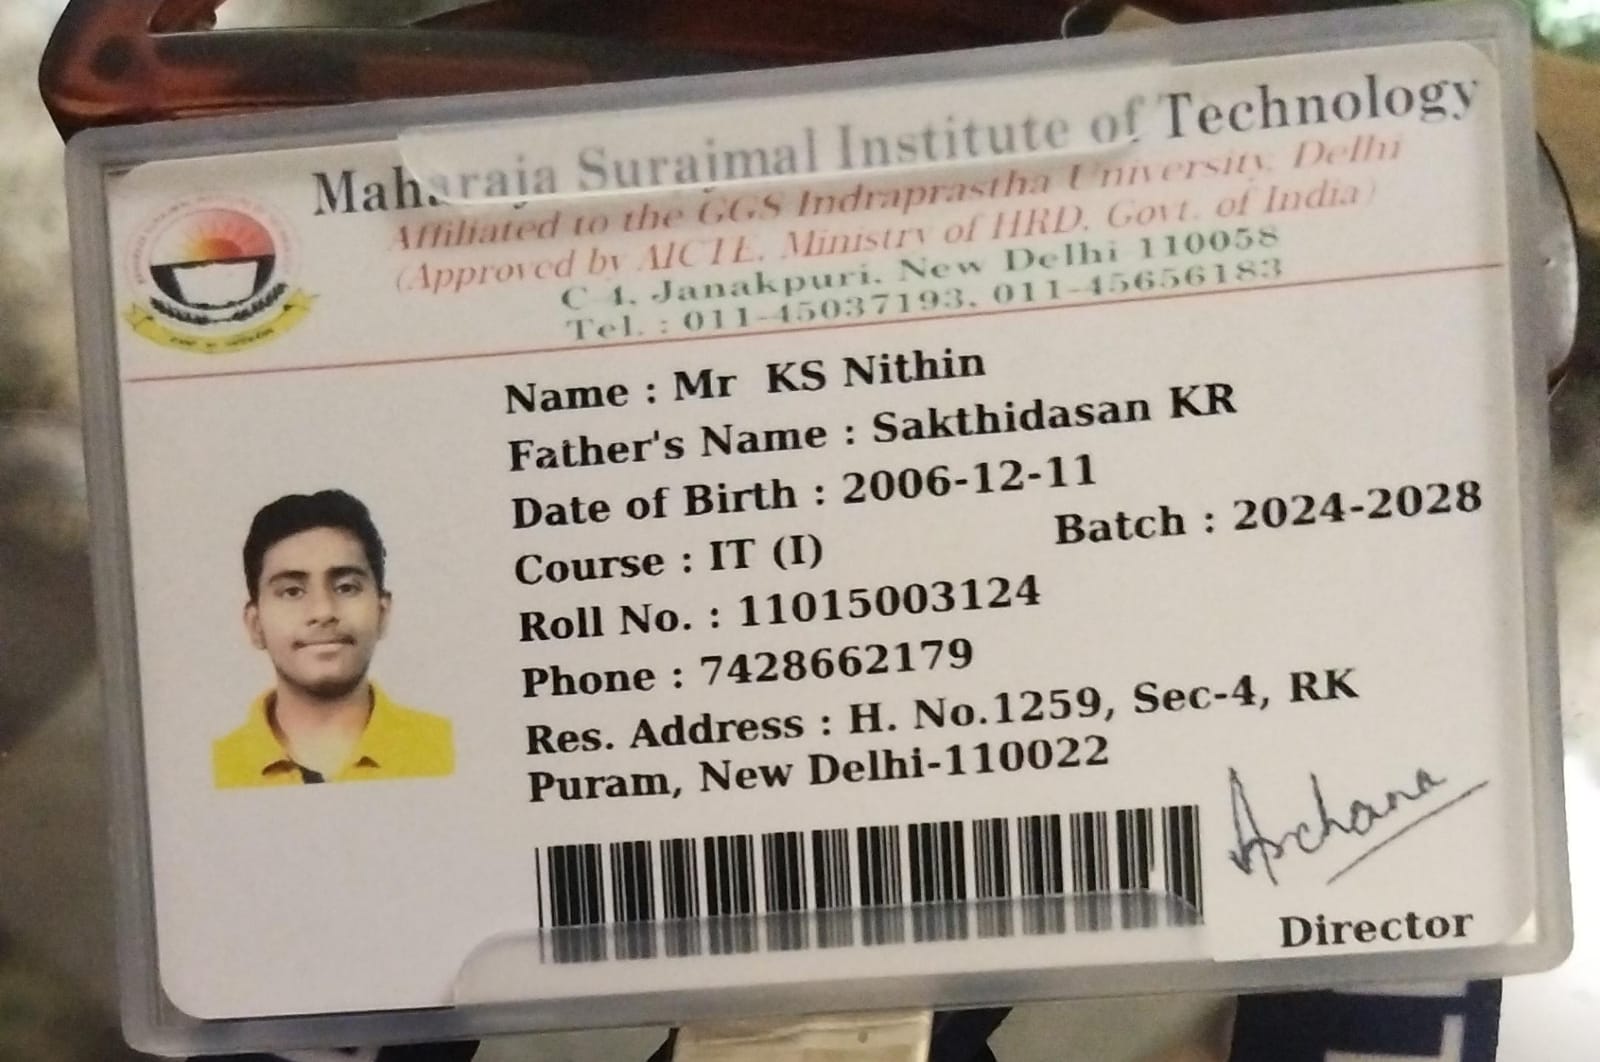 Maharaja Surajmal Institute of Technology
Affiliated to the GGS Indraprastha University, Delhi
(Approved by AICTE, Ministry of HRD, Govt. of India)
C-4, Janakpuri, New Delhi-110058
Tel. : 011-45037193, 011-45656183
Name : Mr KS Nithin
Father's Name : Sakthidasan KR
Date of Birth : 2006-12-11
Course : IT (I) Batch : 2024-2028
Roll No. : 11015003124
Phone : 7428662179
Res. Address : H. No.1259, Sec-4, RK
Puram, New Delhi-110022
Archana
Director